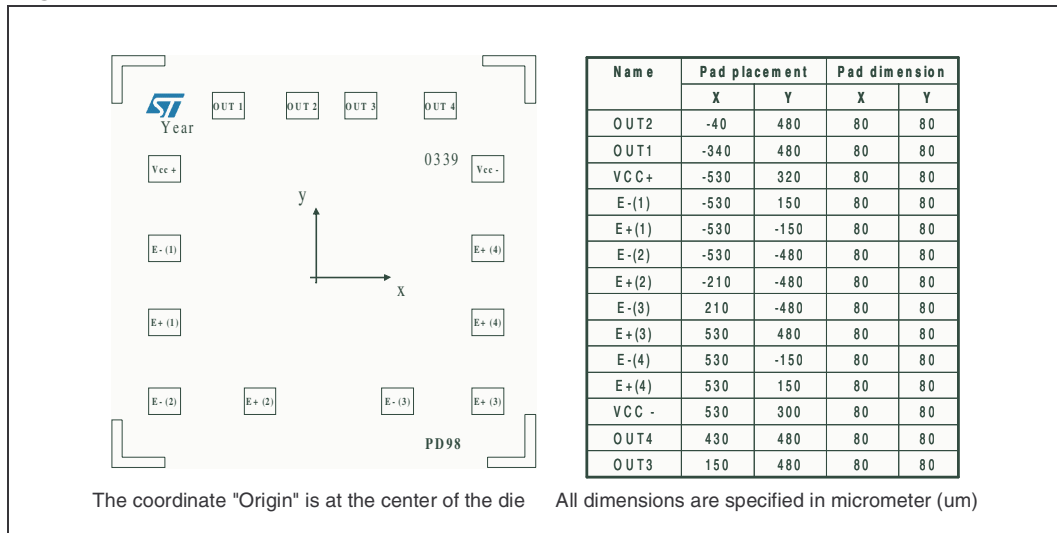 ST
Year
OUT 1
OUT 2
OUT 3
OUT 4
Vcc +
0339
Vcc -
y
E - (1)
E+ (4)
x
E+ (1)
E+ (4)
E - (2)
E+ (2)
E - (3)
E+ (3)
PD98
Name Pad placement Pad dimension
X Y X Y
OUT2 -40 480 80 80
OUT1 -340 480 80 80
VCC+ -530 320 80 80
E-(1) -530 150 80 80
E+(1) -530 -150 80 80
E-(2) -530 -480 80 80
E+(2) -210 -480 80 80
E-(3) 210 -480 80 80
E+(3) 530 480 80 80
E-(4) 530 -150 80 80
E+(4) 530 150 80 80
VCC - 530 300 80 80
OUT4 430 480 80 80
OUT3 150 480 80 80
The coordinate "Origin" is at the center of the die
All dimensions are specified in micrometer (um)